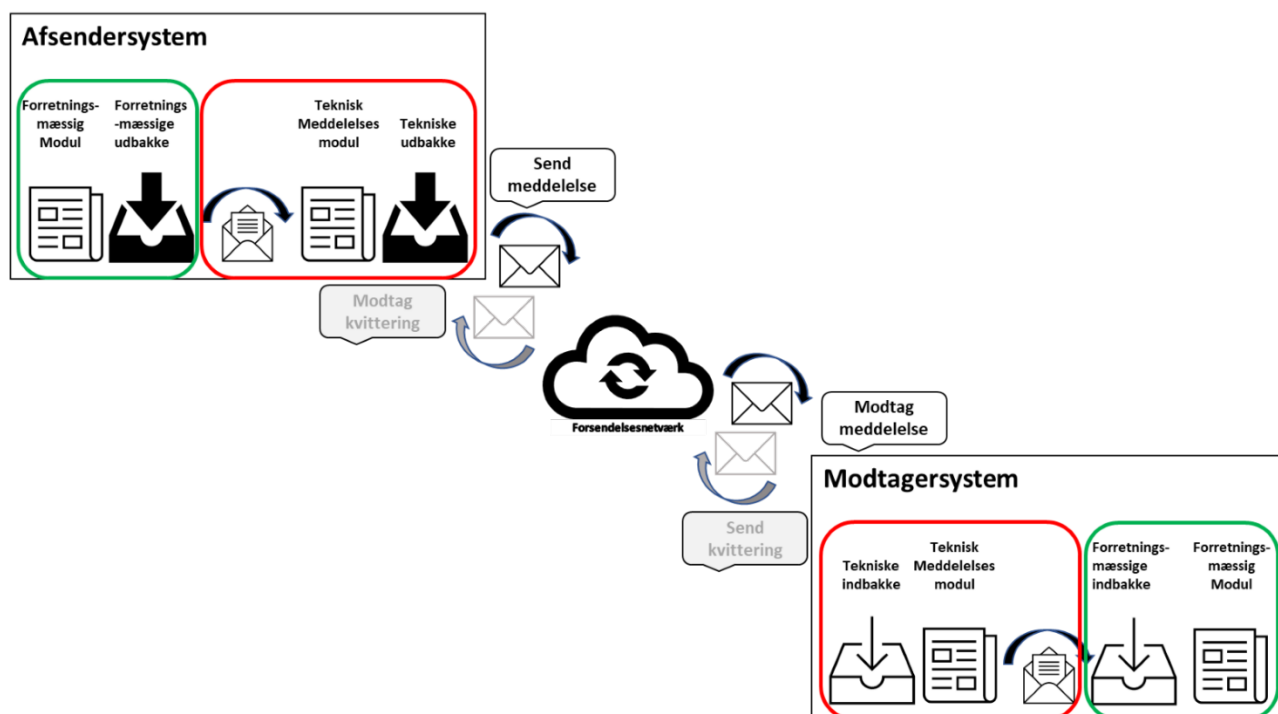 Afsendersystem
Forretnings-
mæssig
Modul
Forretnings
-mæssige
udbakke
Teknisk
Meddelelses
modul
Tekniske
udbakke
Send
meddelelse
Modtag
kvittering
Forsendelsesnetværk
Modtag
meddelelse
Send
kvittering
Modtagersystem
Tekniske
indbakke
Teknisk
Meddelelses
modul
Forretnings-
mæssige
indbakke
Forretnings-
mæssig
Modul